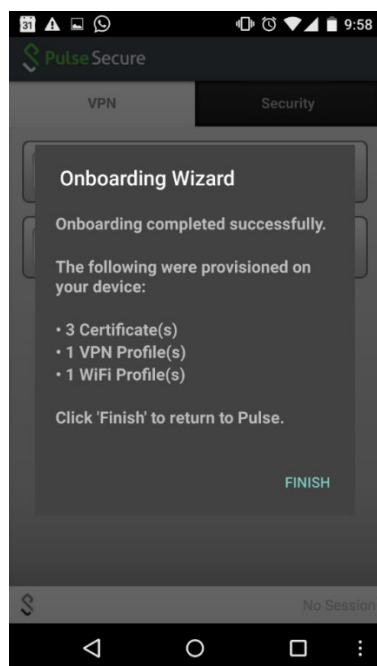 31 9:58
Pulse Secure
VPN Security
Onboarding Wizard
Onboarding completed successfully.
The following were provisioned on
your device:
• 3 Certificate(s)
• 1 VPN Profile(s)
• 1 WiFi Profile(s)
Click 'Finish' to return to Pulse.
FINISH
No Session